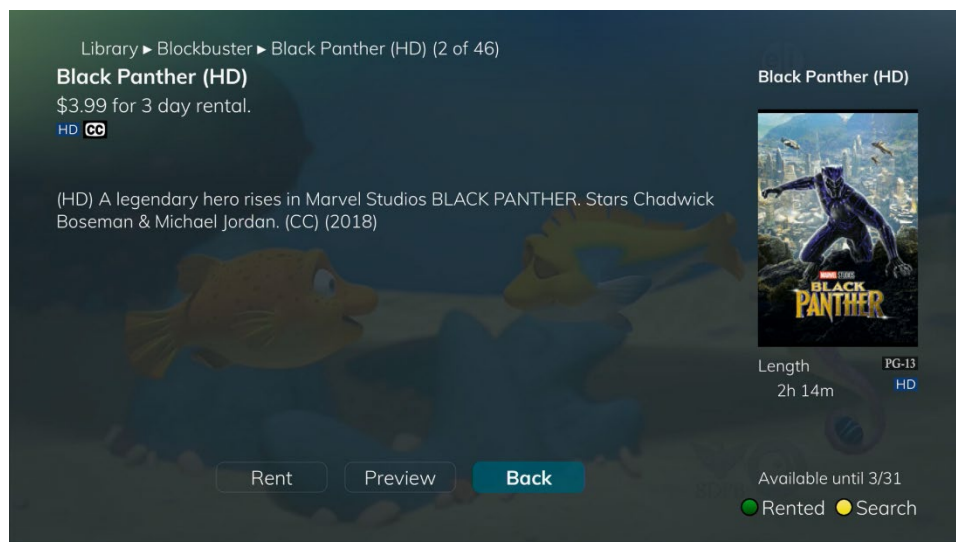 Library ▸ Blockbuster ▸ Black Panther (HD) (2 of 46)
Black Panther (HD)
$3.99 for 3 day rental.
HD CC
(HD) A legendary hero rises in Marvel Studios BLACK PANTHER. Stars Chadwick
Boseman & Michael Jordan. (CC) (2018)
Black Panther (HD)
MARVEL STUDIOS
BLACK
PANTHER
Length PG-13
2h 14m HD
Rent Preview Back
Available until 3/31
Rented Search